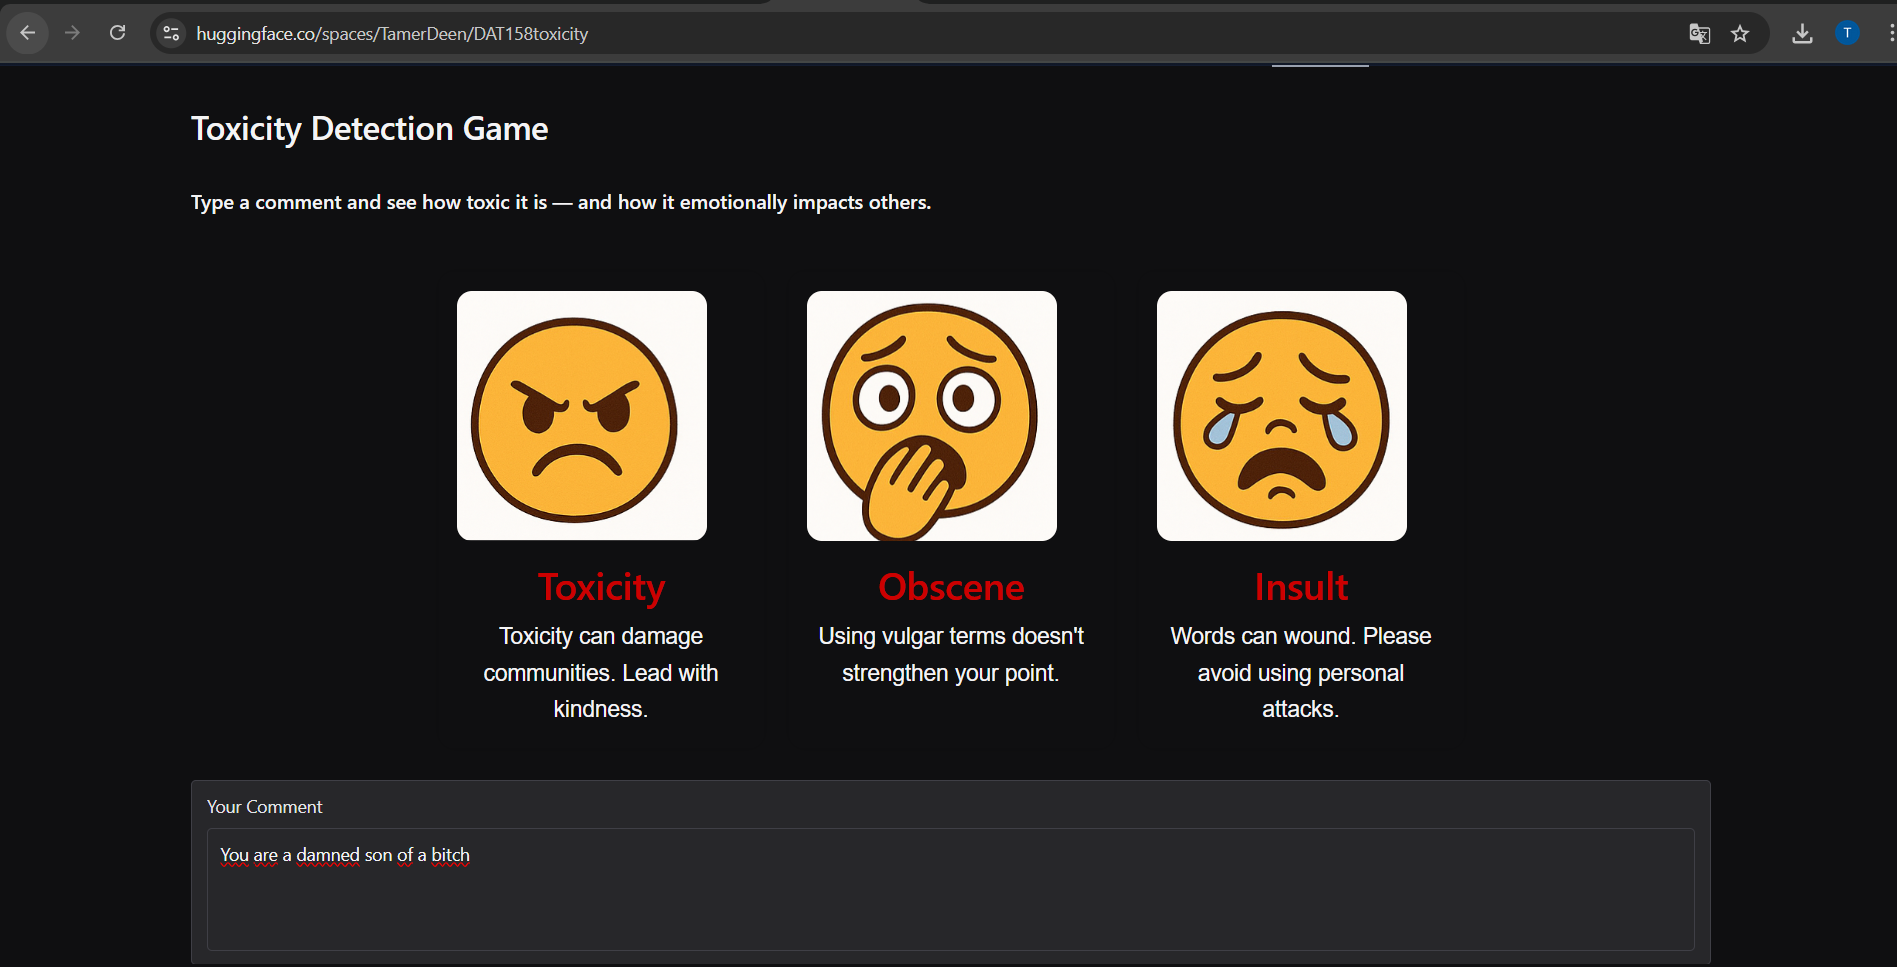 huggingface.co/spaces/TamerDeen/DAT158toxicity
T
Toxicity Detection Game
Type a comment and see how toxic it is — and how it emotionally impacts others.
Toxicity
Toxicity can damage
communities. Lead with
kindness.
Obscene
Using vulgar terms doesn't
strengthen your point.
Insult
Words can wound. Please
avoid using personal
attacks.
Your Comment
You are a damned son of a bitch